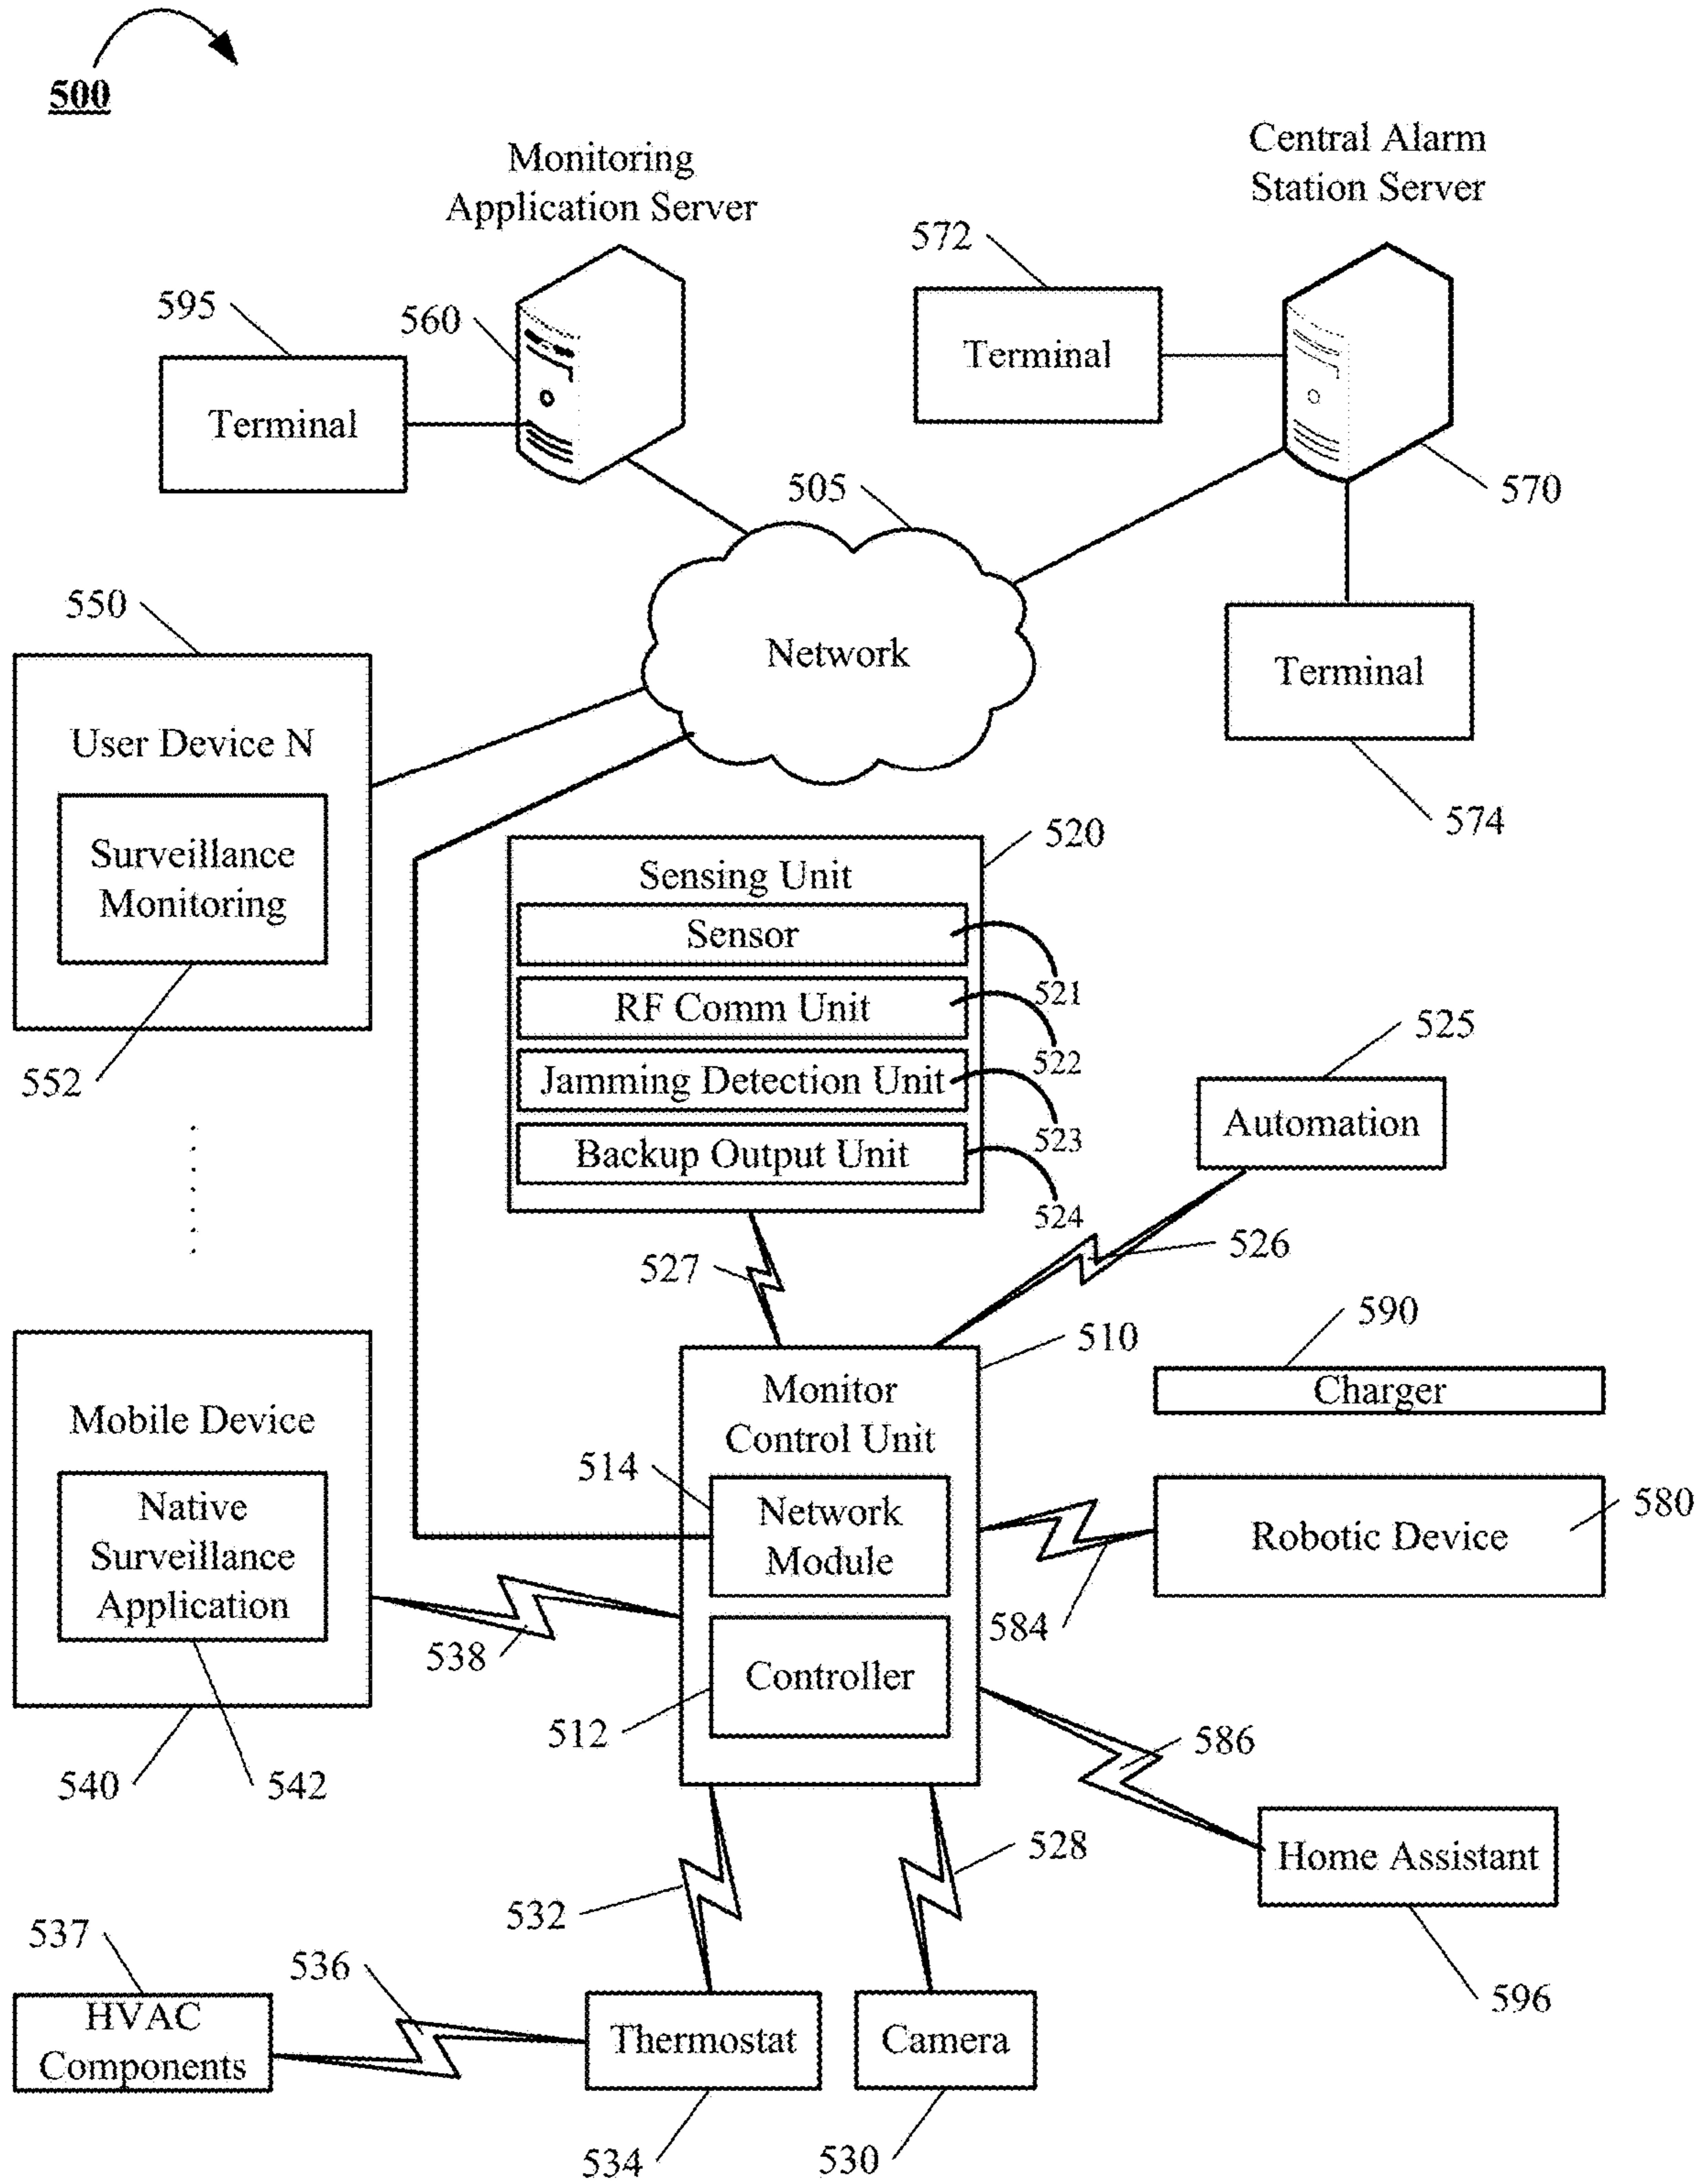 500
Monitoring
Application Server
Central Alarm
Station Server
572
595
560
Terminal
Terminal
505
570
550
Network
Terminal
User Device N
574
520
Surveillance
Monitoring
Sensing Unit
Sensor
521
RF Comm Unit
522
552
Jamming Detection Unit
523
525
Automation
Backup Output Unit
524
527
526
510
590
Charger
Monitor
Control Unit
Mobile Device
514
Network
Module
580
Robotic Device
Native
Surveillance
Application
584
538
Controller
512
586
540
542
528
Home Assistant
532
537
536
596
HVAC
Components
Thermostat
Camera
534
530